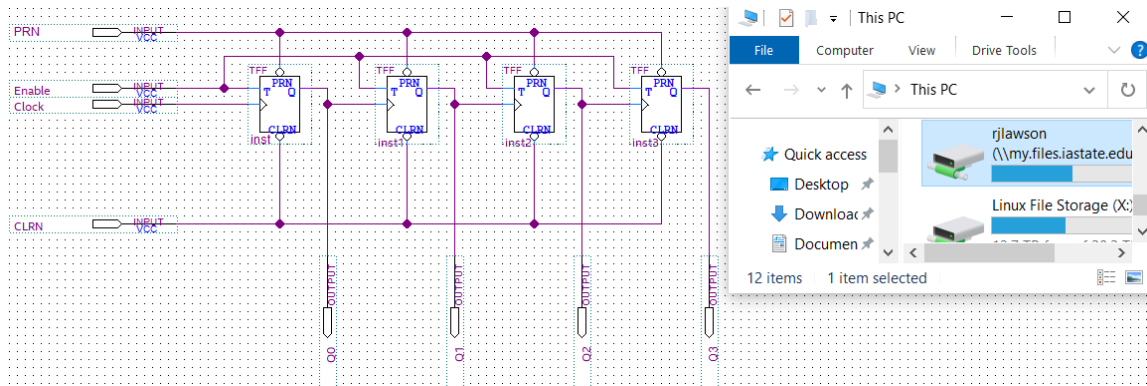 PRN
INPUT
VCC
Enable
INPUT
VCC
Clock
INPUT
VCC
TFF
PRN
T Q
CLRN
inst
TFF
PRN
T Q
CLRN
inst1
TFF
PRN
T Q
CLRN
inst2
TFF
PRN
T Q
CLRN
inst3
CLRN
INPUT
VCC
OUTPUT
Q0
OUTPUT
Q1
OUTPUT
Q2
OUTPUT
Q3
This PC
File Computer View Drive Tools
This PC
Quick access
Desktop
Documen
rjlawson
(\\my.files.iastate.edu
Linux File Storage (X:)
12 items 1 item selected